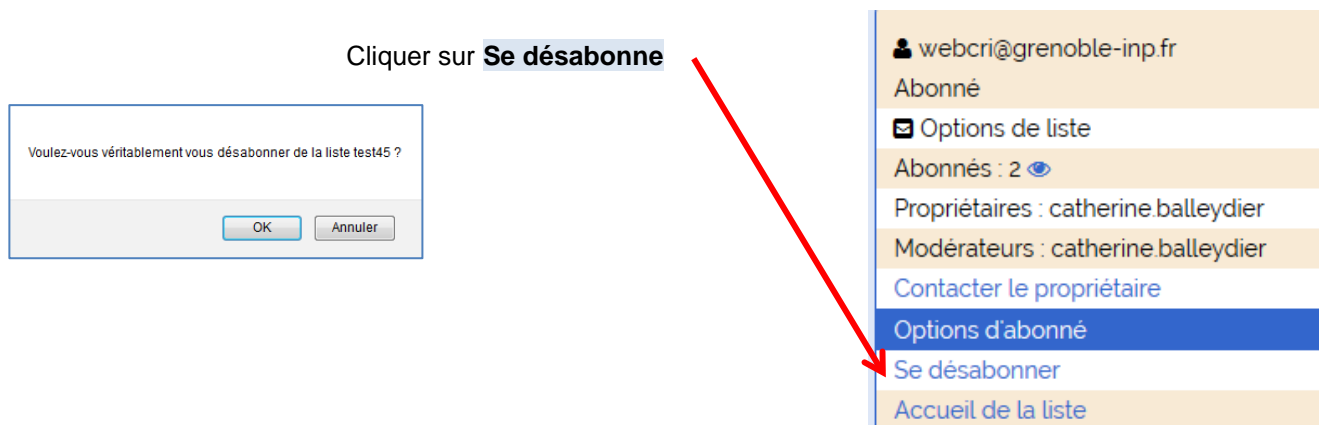 Cliquer sur Se désabonne
Voulez-vous véritablement vous désabonner de la liste test45 ?
OK
Annuler
webcri@grenoble-inp.fr
Abonné
Options de liste
Abonnés : 2
Propriétaires : catherine.balleydier
Modérateurs : catherine.balleydier
Contacter le propriétaire
Options d'abonné
Se désabonner
Accueil de la liste